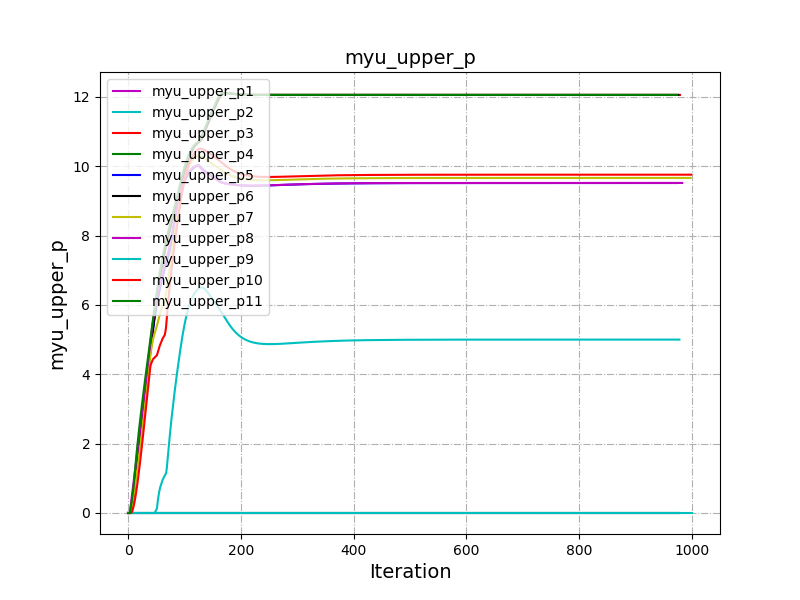 myu_upper_p
12
10
8
6
4
2
0
myu_upper_p
myu_upper_p1
myu_upper_p2
myu_upper_p3
myu_upper_p4
myu_upper_p5
myu_upper_p6
myu_upper_p7
myu_upper_p8
myu_upper_p9
myu_upper_p10
myu_upper_p11
0 200 400 600 800 1000
Iteration